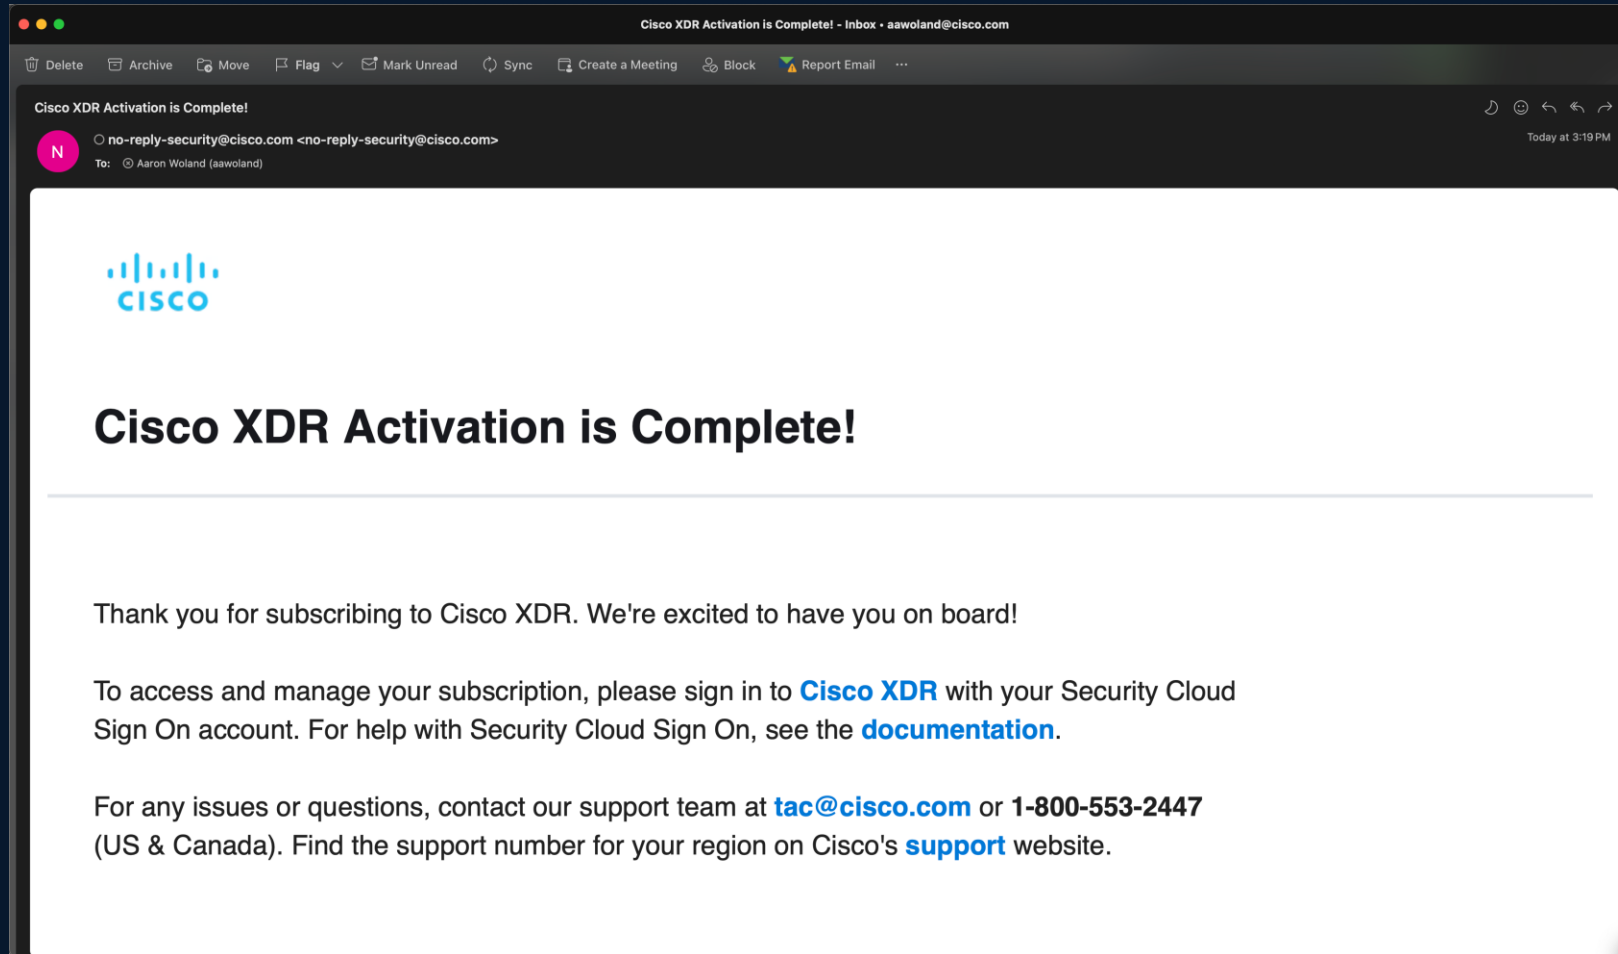 Cisco XDR Activation is Complete! - Inbox • aawoland@cisco.com
Delete Archive Move Flag Mark Unread Sync Create a Meeting Block Report Email ...
Cisco XDR Activation is Complete!
N
no-reply-security@cisco.com <no-reply-security@cisco.com>
Today at 3:19 PM
To: Aaron Woland (aawoland)
CISCO
Cisco XDR Activation is Complete!
Thank you for subscribing to Cisco XDR. We're excited to have you on board!
To access and manage your subscription, please sign in to Cisco XDR with your Security Cloud
Sign On account. For help with Security Cloud Sign On, see the documentation.
For any issues or questions, contact our support team at tac@cisco.com or 1-800-553-2447
(US & Canada). Find the support number for your region on Cisco's support website.